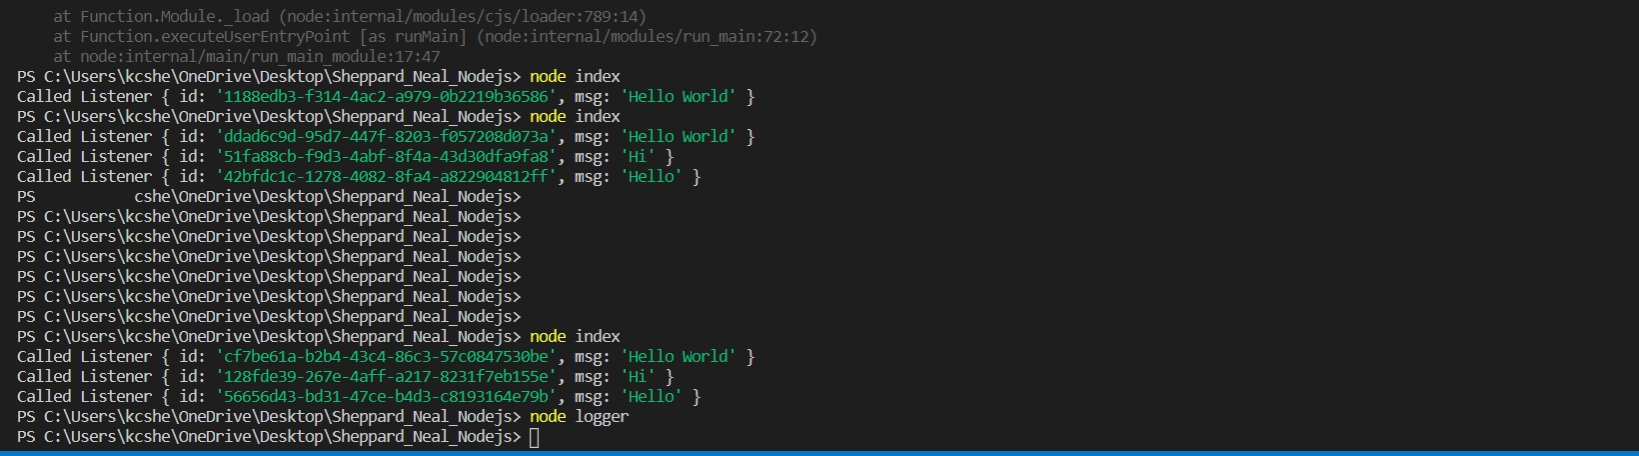 at Function.Module._load (node:internal/modules/cjs/loader:789:14)
at Function.executeUserEntryPoint [as runMain] (node:internal/modules/run_main:72:12)
at node:internal/main/run_main_module:17:47
PS C:\Users\kcshe\OneDrive\Desktop\Sheppard_Neal_Nodejs> node index
Called Listener { id: '1188edb3-f314-4ac2-a979-0b2219b36586', msg: 'Hello World' }
PS C:\Users\kcshe\OneDrive\Desktop\Sheppard_Neal_Nodejs> node index
Called Listener { id: 'ddad6c9d-95d7-447f-8203-f057208d073a', msg: 'Hello World' }
Called Listener { id: '51fa88cb-f9d3-4abf-8f4a-43d30dfa9fa8', msg: 'Hi' }
Called Listener { id: '42bfdc1c-1278-4082-8fa4-a822904812ff', msg: 'Hello' }
PS cshe\OneDrive\Desktop\Sheppard_Neal_Nodejs>
PS C:\Users\kcshe\OneDrive\Desktop\Sheppard_Neal_Nodejs>
PS C:\Users\kcshe\OneDrive\Desktop\Sheppard_Neal_Nodejs>
PS C:\Users\kcshe\OneDrive\Desktop\Sheppard_Neal_Nodejs>
PS C:\Users\kcshe\OneDrive\Desktop\Sheppard_Neal_Nodejs>
PS C:\Users\kcshe\OneDrive\Desktop\Sheppard_Neal_Nodejs>
PS C:\Users\kcshe\OneDrive\Desktop\Sheppard_Neal_Nodejs>
PS C:\Users\kcshe\OneDrive\Desktop\Sheppard_Neal_Nodejs> node index
Called Listener { id: 'cf7be61a-b2b4-43c4-86c3-57c0847530be', msg: 'Hello World' }
Called Listener { id: '128fde39-267e-4aff-a217-8231f7eb155e', msg: 'Hi' }
Called Listener { id: '56656d43-bd31-47ce-b4d3-c8193164e79b', msg: 'Hello' }
PS C:\Users\kcshe\OneDrive\Desktop\Sheppard_Neal_Nodejs> node logger
PS C:\Users\kcshe\OneDrive\Desktop\Sheppard_Neal_Nodejs>